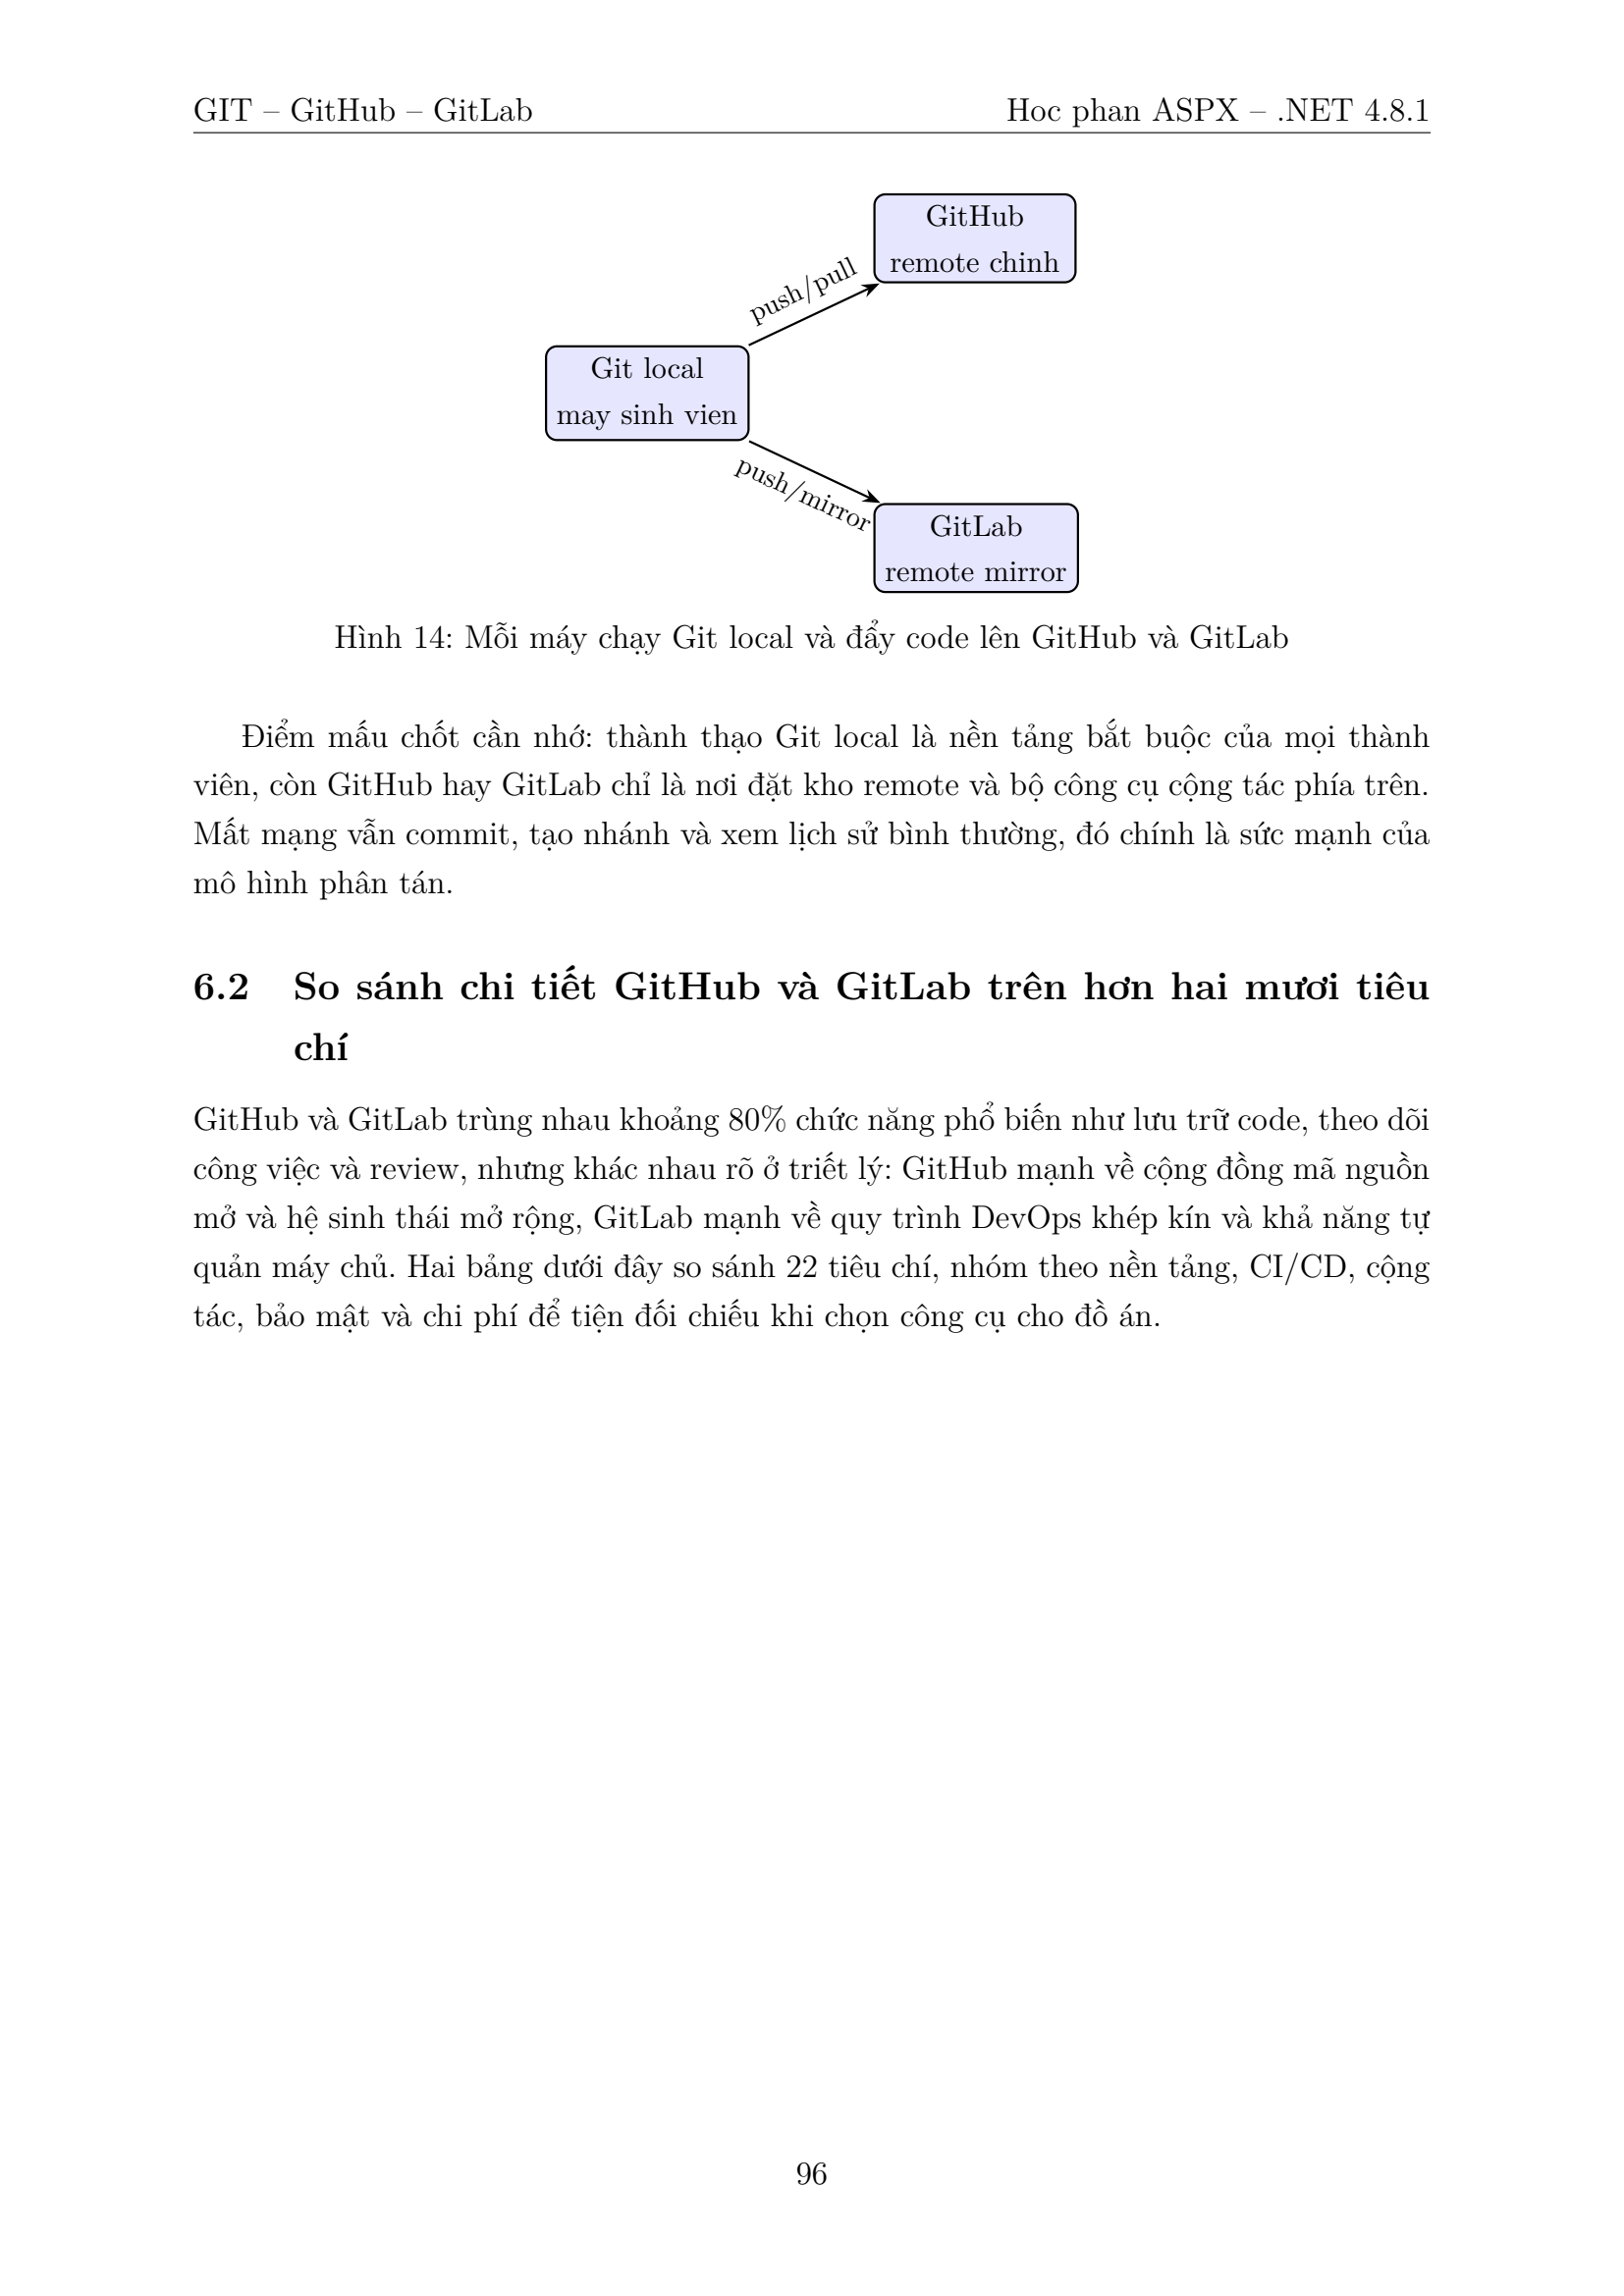 GIT – GitHub – GitLab
Hoc phan ASPX – .NET 4.8.1
GitHub
remote chinh
push/pull
Git local
may sinh vien
push/mirror
GitLab
remote mirror
Hình 14: Mỗi máy chạy Git local và đẩy code lên GitHub và GitLab
Điểm mấu chốt cần nhớ: thành thạo Git local là nền tảng bắt buộc của mọi thành
viên, còn GitHub hay GitLab chỉ là nơi đặt kho remote và bộ công cụ cộng tác phía trên.
Mất mạng vẫn commit, tạo nhánh và xem lịch sử bình thường, đó chính là sức mạnh của
mô hình phân tán.
6.2 So sánh chi tiết GitHub và GitLab trên hơn hai mươi tiêu
chí
GitHub và GitLab trùng nhau khoảng 80% chức năng phổ biến như lưu trữ code, theo dõi
công việc và review, nhưng khác nhau rõ ở triết lý: GitHub mạnh về cộng đồng mã nguồn
mở và hệ sinh thái mở rộng, GitLab mạnh về quy trình DevOps khép kín và khả năng tự
quản máy chủ. Hai bảng dưới đây so sánh 22 tiêu chí, nhóm theo nền tảng, CI/CD, cộng
tác, bảo mật và chi phí để tiện đối chiếu khi chọn công cụ cho đồ án.
96